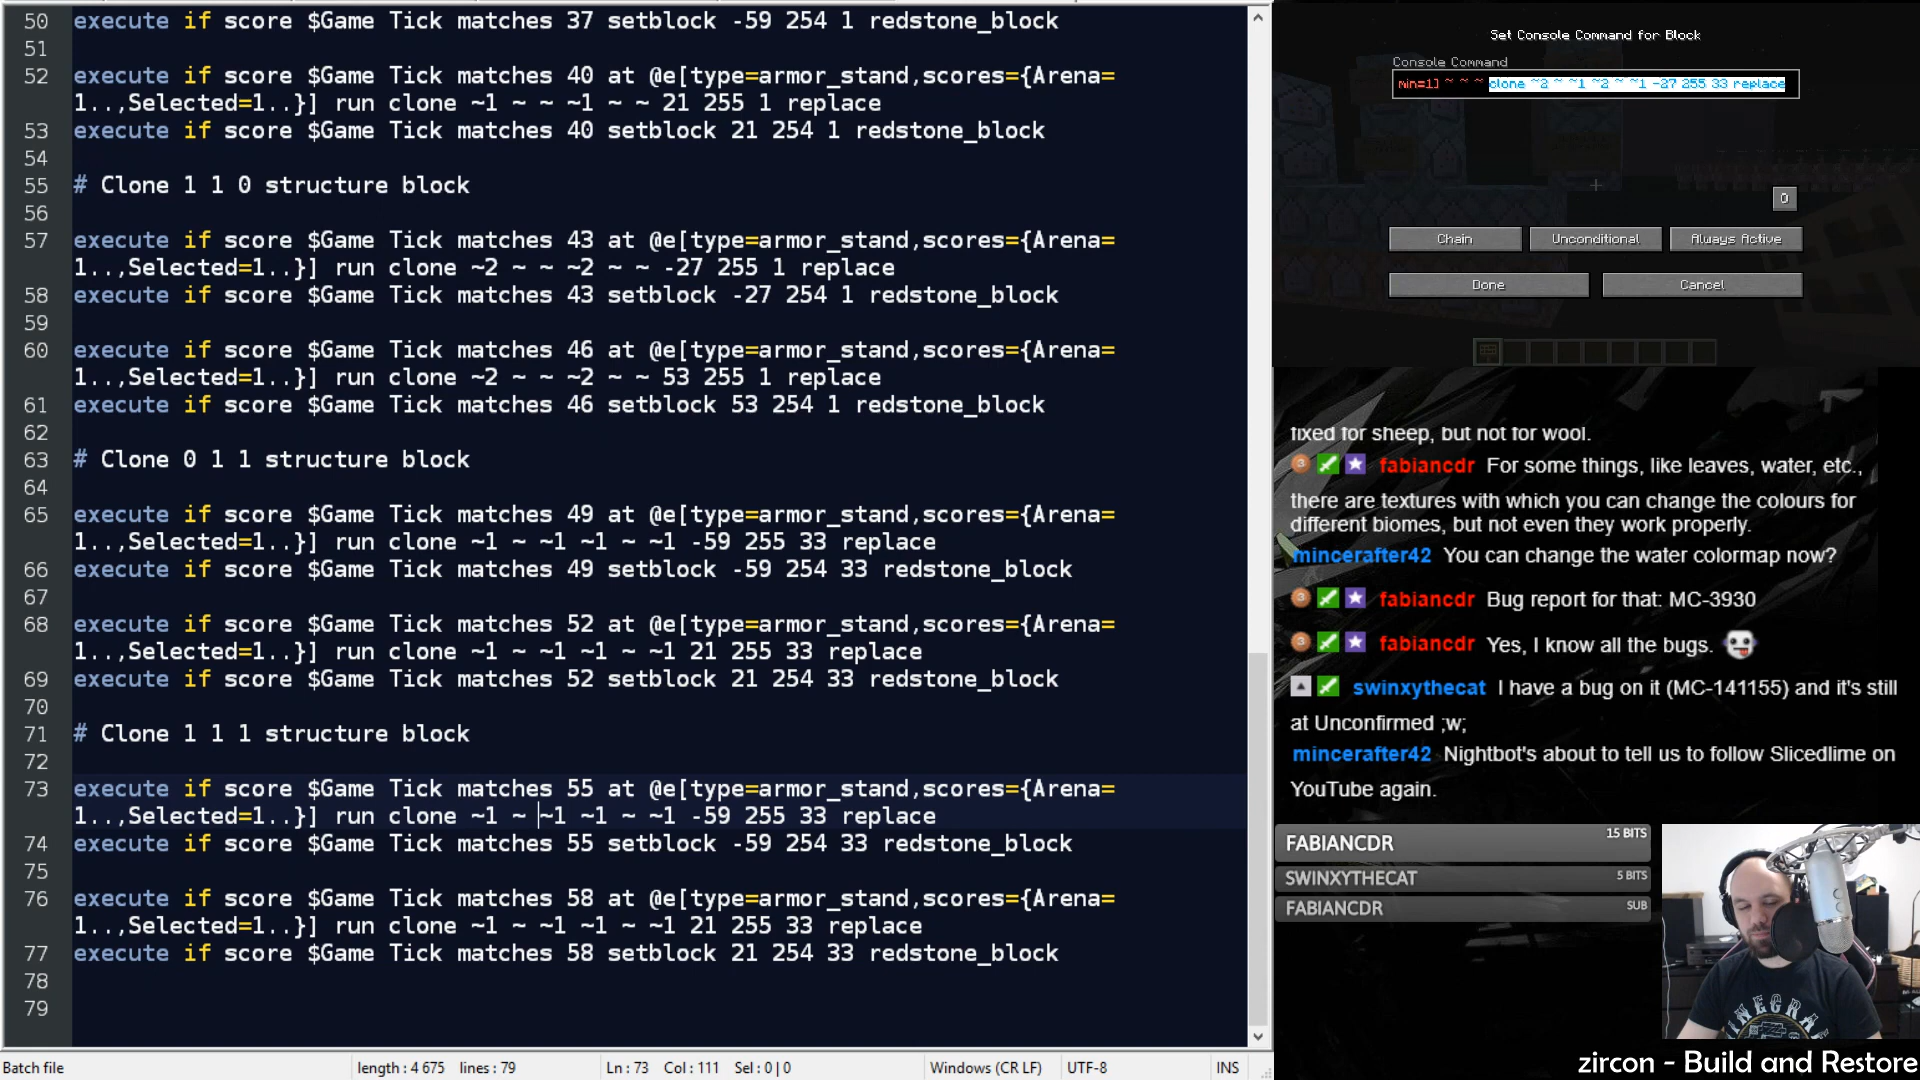 50 execute if score $Game Tick matches 37 setblock -59 254 1 redstone_block
51
52 execute if score $Game Tick matches 40 at @e[type=armor_stand,scores={Arena=
1..,Selected=1..}] run clone ~1 ~ ~ ~1 ~ ~ 21 255 1 replace
53 execute if score $Game Tick matches 40 setblock 21 254 1 redstone_block
54
55 # Clone 1 1 0 structure block
56
57 execute if score $Game Tick matches 43 at @e[type=armor_stand,scores={Arena=
1..,Selected=1..}] run clone ~2 ~ ~ ~2 ~ ~ -27 255 1 replace
58 execute if score $Game Tick matches 43 setblock -27 254 1 redstone_block
59
60 execute if score $Game Tick matches 46 at @e[type=armor_stand,scores={Arena=
1..,Selected=1..}] run clone ~2 ~ ~ ~2 ~ ~ 53 255 1 replace
61 execute if score $Game Tick matches 46 setblock 53 254 1 redstone_block
62
63 # Clone 0 1 1 structure block
64
65 execute if score $Game Tick matches 49 at @e[type=armor_stand,scores={Arena=
1..,Selected=1..}] run clone ~1 ~ ~1 ~1 ~ ~1 -59 255 33 replace
66 execute if score $Game Tick matches 49 setblock -59 254 33 redstone_block
67
68 execute if score $Game Tick matches 52 at @e[type=armor_stand,scores={Arena=
1..,Selected=1..}] run clone ~1 ~ ~1 ~1 ~ ~1 21 255 33 replace
69 execute if score $Game Tick matches 52 setblock 21 254 33 redstone_block
70
71 # Clone 1 1 1 structure block
72
73 execute if score $Game Tick matches 55 at @e[type=armor_stand,scores={Arena=
1..,Selected=1..}] run clone ~1 ~ ~1 ~1 ~ ~1 -59 255 33 replace
74 execute if score $Game Tick matches 55 setblock -59 254 33 redstone_block
75
76 execute if score $Game Tick matches 58 at @e[type=armor_stand,scores={Arena=
1..,Selected=1..}] run clone ~1 ~ ~1 ~1 ~ ~1 21 255 33 replace
77 execute if score $Game Tick matches 58 setblock 21 254 33 redstone_block
78
79
Batch file length : 4 675 lines : 79 Ln : 73 Col : 111 Sel : 0 | 0 Windows (CR LF) UTF-8 INS
Set Console Command for Block
Console Command
min=1] ~ ~ ~ clone ~2 ~ ~1 ~2 ~ ~1 -27 255 33 replace
0
Chain Unconditional Always Active
Done Cancel
fixed for sheep, but not for wool.
fabiancdr For some things, like leaves, water, etc.,
there are textures with which you can change the colours for
different biomes, but not even they work properly.
mincerafter42 You can change the water colormap now?
fabiancdr Bug report for that: MC-3930
fabiancdr Yes, I know all the bugs.
swinxythecat I have a bug on it (MC-141155) and it's still
at Unconfirmed ;w;
mincerafter42 Nightbot's about to tell us to follow Slicedlime on
YouTube again.
FABIANCDR 15 BITS
SWINXYTHECAT 5 BITS
FABIANCDR SUB
zircon - Build and Restore